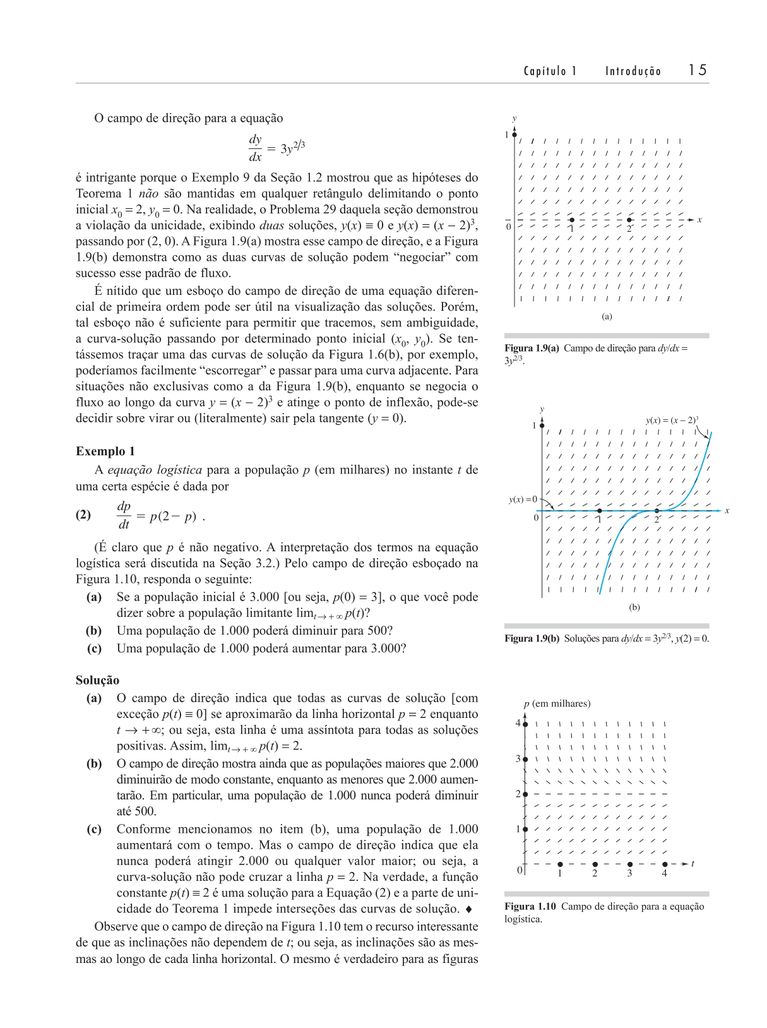 Capítulo 1 Introdução 15
O campo de direção para a equação
dy/dx = 3y^2/3
é intrigante porque o Exemplo 9 da Seção 1.2 mostrou que as hipóteses do
Teorema 1 não são mantidas em qualquer retângulo delimitando o ponto
inicial x₀ = 2, y₀ = 0. Na realidade, o Problema 29 daquela seção demonstrou
a violação da unicidade, exibindo duas soluções, y(x) ≡ 0 e y(x) = (x − 2)³,
passando por (2, 0). A Figura 1.9(a) mostra esse campo de direção, e a Figura
1.9(b) demonstra como as duas curvas de solução podem “negociar” com
sucesso esse padrão de fluxo.
É nítido que um esboço do campo de direção de uma equação diferen-
cial de primeira ordem pode ser útil na visualização das soluções. Porém,
tal esboço não é suficiente para permitir que tracemos, sem ambiguidade,
a curva-solução passando por determinado ponto inicial (x₀, y₀). Se ten-
tássemos traçar uma das curvas de solução da Figura 1.6(b), por exemplo,
poderíamos facilmente “escorregar” e passar para uma curva adjacente. Para
situações não exclusivas como a da Figura 1.9(b), enquanto se negocia o
fluxo ao longo da curva y = (x − 2)³ e atinge o ponto de inflexão, pode-se
decidir sobre virar ou (literalmente) sair pela tangente (y = 0).
Exemplo 1
A equação logística para a população p (em milhares) no instante t de
uma certa espécie é dada por
(2) dp/dt = p(2 − p) .
(É claro que p é não negativo. A interpretação dos termos na equação
logística será discutida na Seção 3.2.) Pelo campo de direção esboçado na
Figura 1.10, responda o seguinte:
(a) Se a população inicial é 3.000 [ou seja, p(0) = 3], o que você pode
dizer sobre a população limitante lim t → + ∞ p(t)?
(b) Uma população de 1.000 poderá diminuir para 500?
(c) Uma população de 1.000 poderá aumentar para 3.000?
Solução
(a) O campo de direção indica que todas as curvas de solução [com
exceção p(t) ≡ 0] se aproximarão da linha horizontal p = 2 enquanto
t → + ∞; ou seja, esta linha é uma assíntota para todas as soluções
positivas. Assim, lim t → + ∞ p(t) = 2.
(b) O campo de direção mostra ainda que as populações maiores que 2.000
diminuirão de modo constante, enquanto as menores que 2.000 aumen-
tarão. Em particular, uma população de 1.000 nunca poderá diminuir
até 500.
(c) Conforme mencionamos no item (b), uma população de 1.000
aumentará com o tempo. Mas o campo de direção indica que ela
nunca poderá atingir 2.000 ou qualquer valor maior; ou seja, a
curva-solução não pode cruzar a linha p = 2. Na verdade, a função
constante p(t) ≡ 2 é uma solução para a Equação (2) e a parte de uni-
cidade do Teorema 1 impede interseções das curvas de solução. ♦
Observe que o campo de direção na Figura 1.10 tem o recurso interessante
de que as inclinações não dependem de t; ou seja, as inclinações são as mes-
mas ao longo de cada linha horizontal. O mesmo é verdadeiro para as figuras
y
1
0 1 2 x
(a)
Figura 1.9(a) Campo de direção para dy/dx =
3y^2/3.
y
1
y(x) = (x − 2)³
y(x) = 0
0 1 2 x
(b)
Figura 1.9(b) Soluções para dy/dx = 3y^2/3, y(2) = 0.
p (em milhares)
4
3
2
1
0 1 2 3 4 t
Figura 1.10 Campo de direção para a equação
logística.